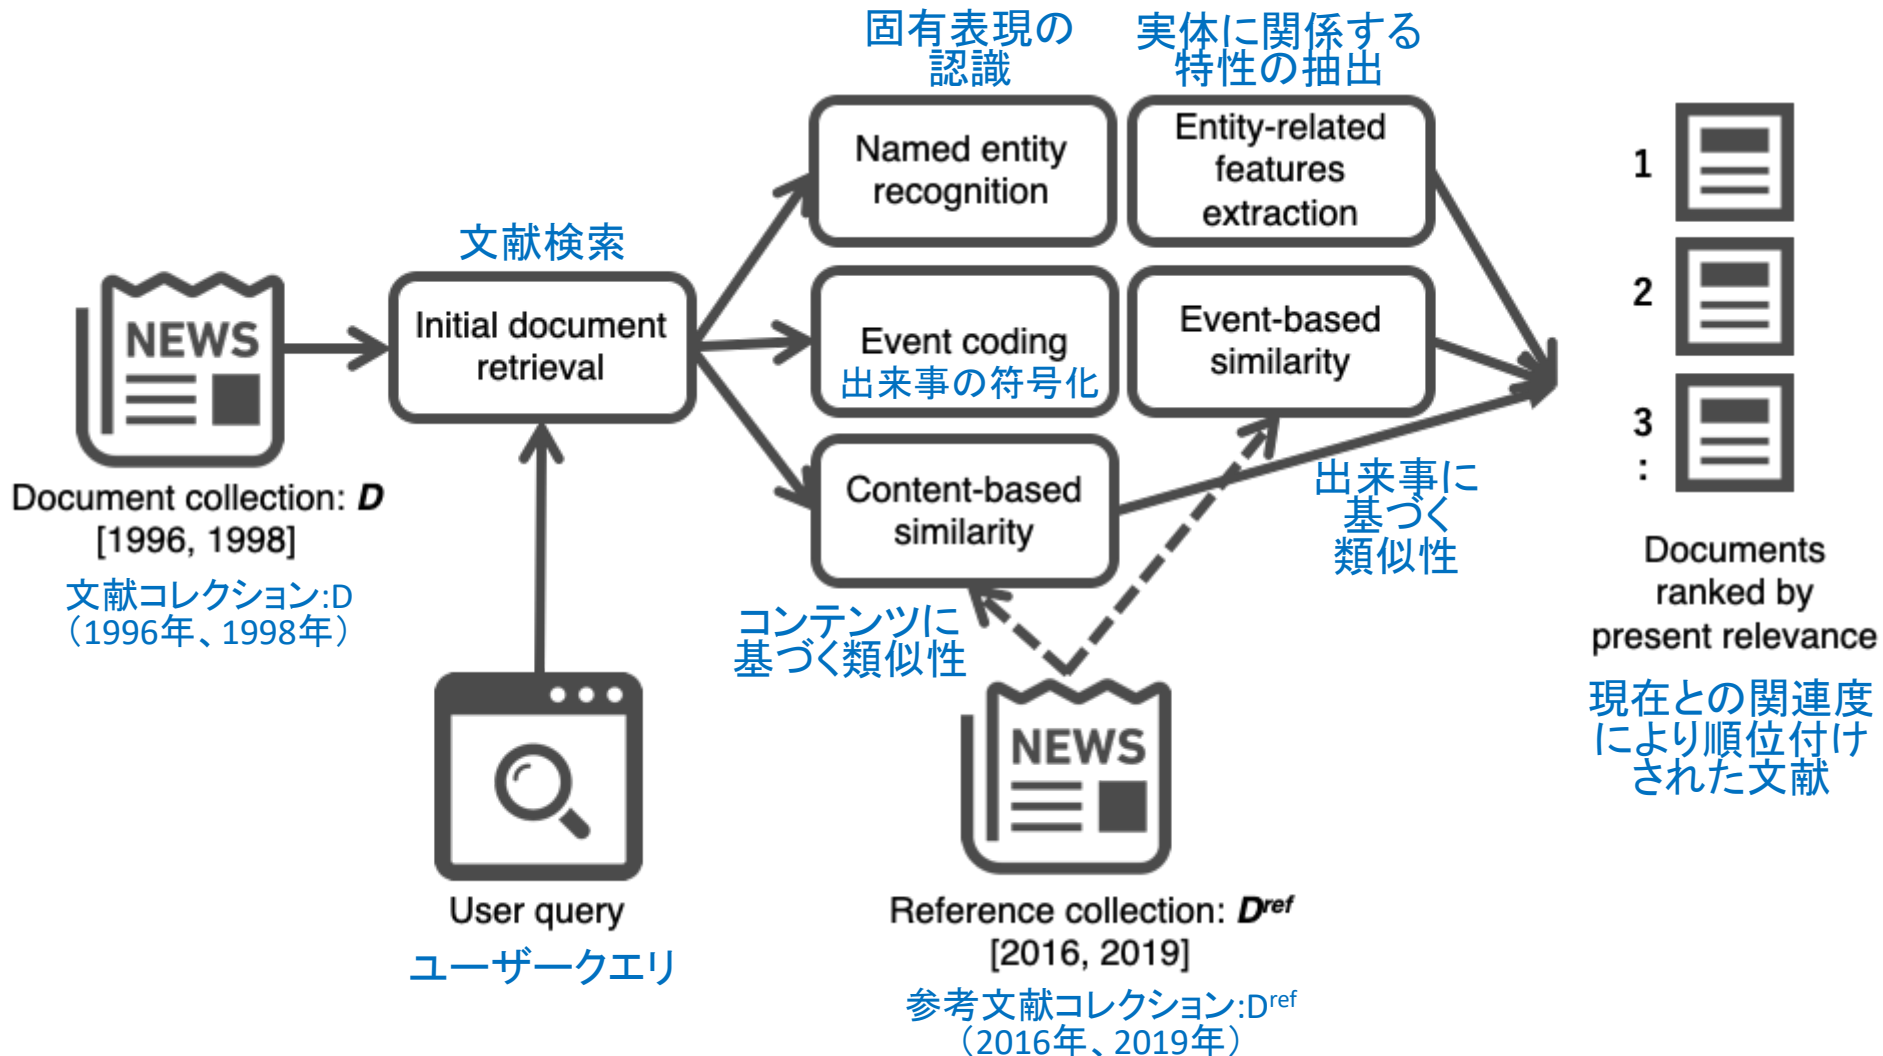 固有表現の
認識
実体に関係する
特性の抽出
Named entity
recognition
Entity-related
features
extraction
文献検索
Initial document
retrieval
Event coding
出来事の符号化
Event-based
similarity
Content-based
similarity
出来事に
基づく
類似性
コンテンツに
基づく類似性
NEWS
Document collection: D
[1996, 1998]
文献コレクション:D
（1996年、1998年）
User query
ユーザークエリ
NEWS
Reference collection: Dref
[2016, 2019]
参考文献コレクション:Dref
（2016年、2019年）
1
2
3
:
Documents
ranked by
present relevance
現在との関連度
により順位付け
された文献